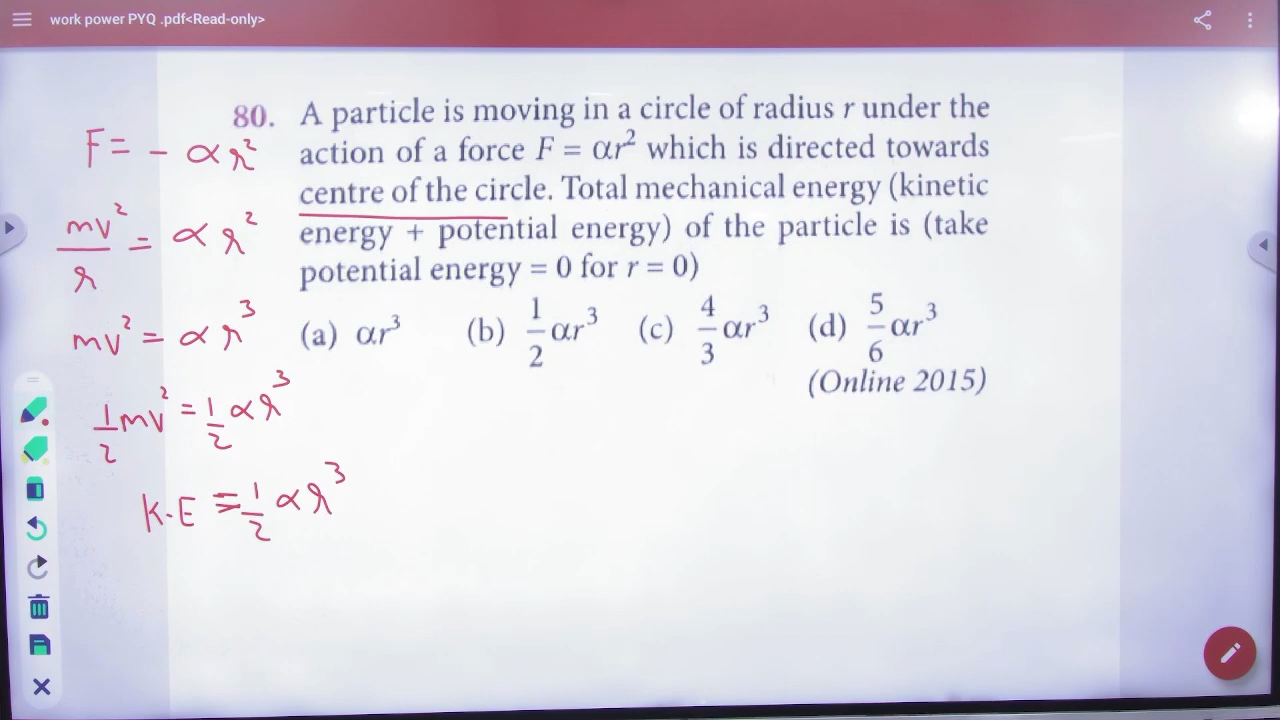 work power PYQ .pdf<Read-only>
80. A particle is moving in a circle of radius r under the
action of a force F = αr² which is directed towards
centre of the circle. Total mechanical energy (kinetic
energy + potential energy) of the particle is (take
potential energy = 0 for r = 0)
(a) αr³ (b) 1/2 αr³ (c) 4/3 αr³ (d) 5/6 αr³
(Online 2015)
F = - αr²
mv²/r = αr²
mv² = αr³
1/2 mv² = 1/2 αr³
K.E = 1/2 αr³